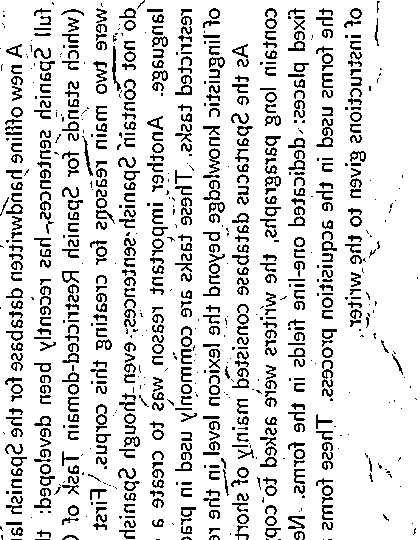 A new offline handwritten database for the Spanish la
full Spanish sentences, has recently been developed: t
(which stands for Spanish Restricted-domain Task of
were two main reasons for creating this corpus. First
do not contain Spanish sentences, even though Spanish
language. Another important reason was to create a
restricted tasks. These tasks are commonly used in prac
of linguistic knowledge beyond the lexicon level in the re
As the Spartacus database consisted mainly of short
contain long paragraphs, the writers were asked to cop
fixed places: dedicated one-line fields in the forms. Ne
the forms used in the acquisition process. These forms
of instructions given to the writer.